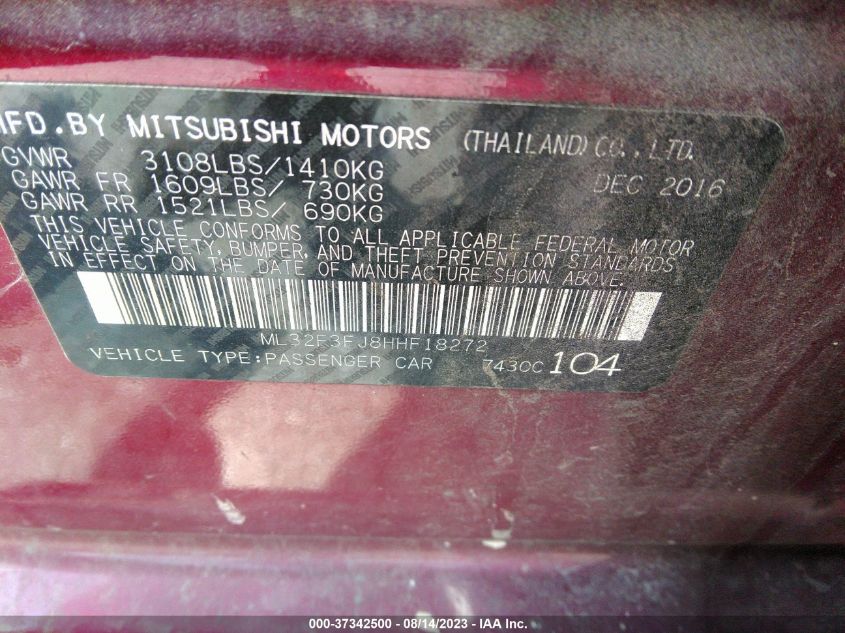 MFD.BY MITSUBISHI MOTORS (THAILAND) CO.,LTD.
GVWR 3108LBS/1410KG DEC 2016
GAWR FR 1609LBS/ 730KG
GAWR RR 1521LBS/ 690KG
THIS VEHICLE CONFORMS TO ALL APPLICABLE FEDERAL MOTOR
VEHICLE SAFETY, BUMPER, AND THEFT PREVENTION STANDARDS
IN EFFECT ON THE DATE OF MANUFACTURE SHOWN ABOVE.
ML32F3FJ8HHF18272
VEHICLE TYPE:PASSENGER CAR 7430C 104
000-37342500 - 08/14/2023 - IAA Inc.